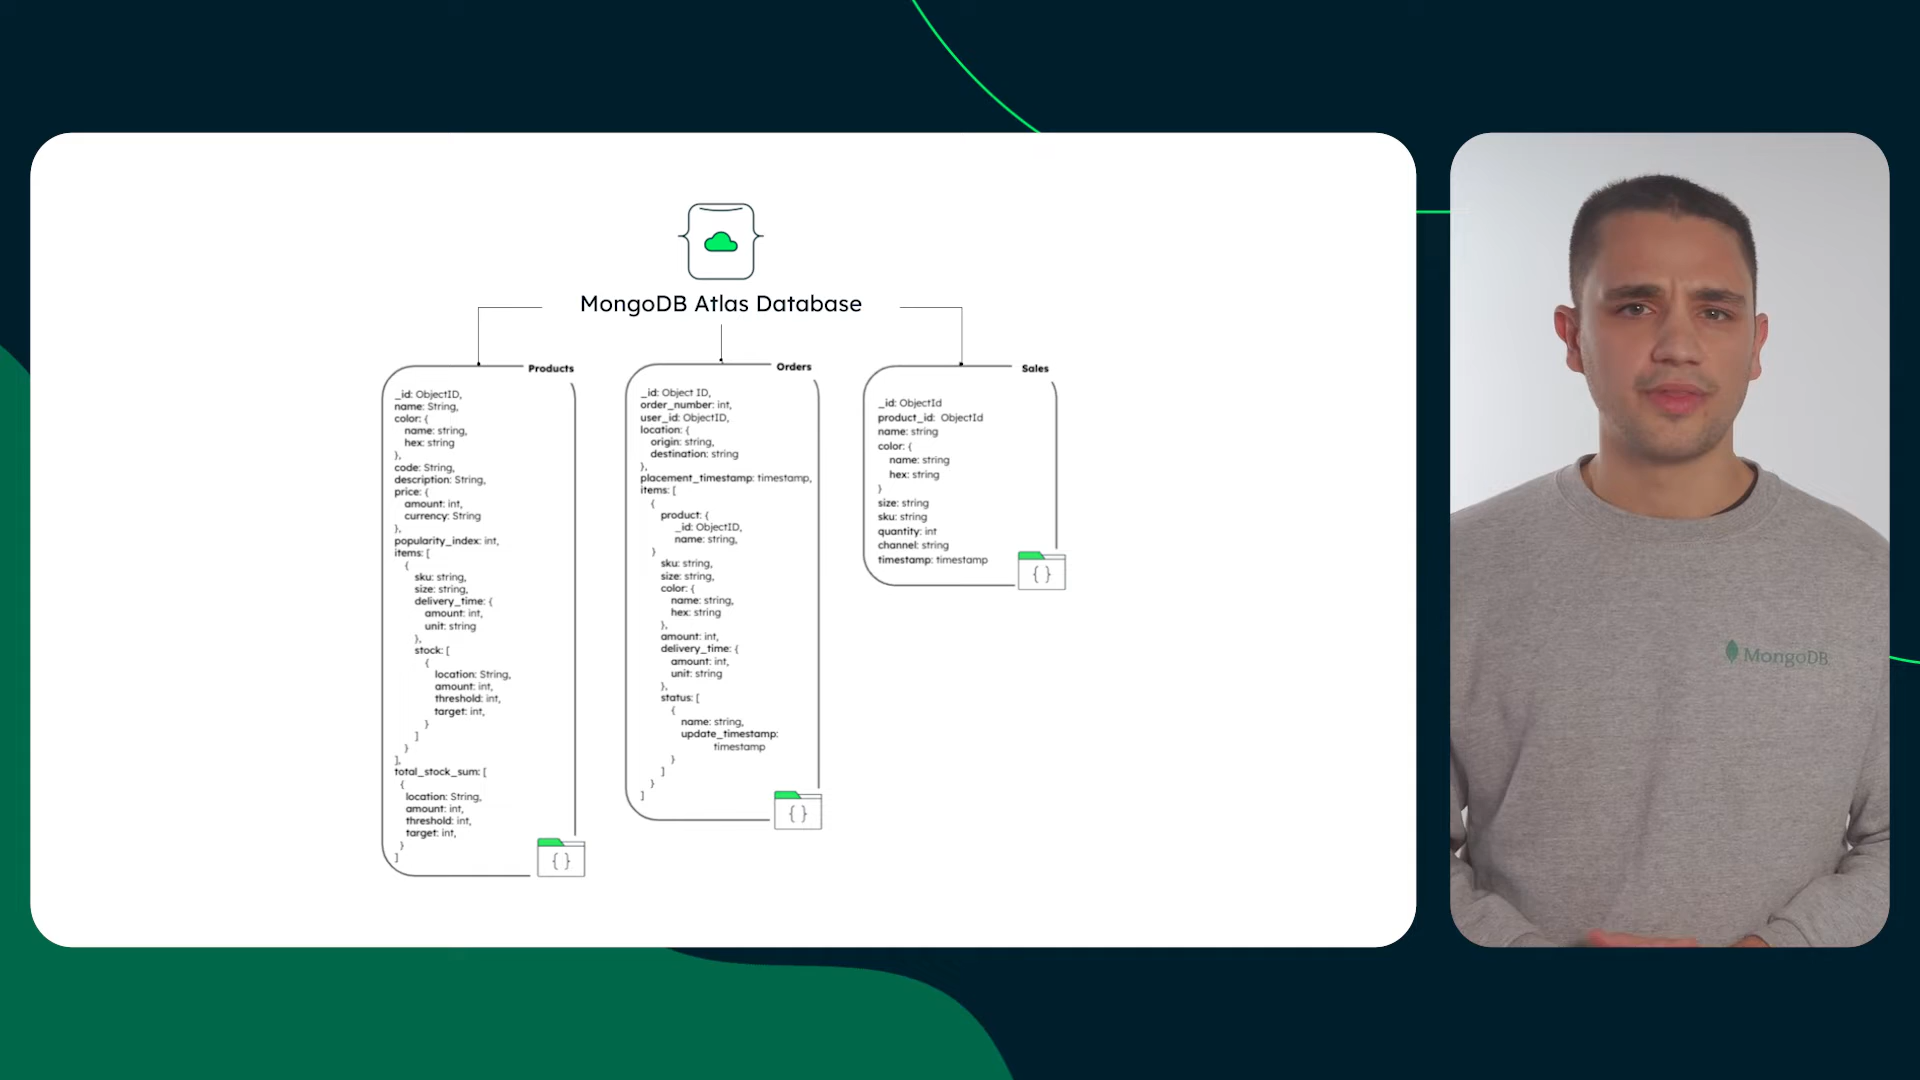 MongoDB Atlas Database
Products
_id: ObjectID,
name: String,
color: {
name: string,
hex: string
},
code: String,
description: String,
price: {
amount: int,
currency: String
},
popularity_index: int,
items: [
{
sku: string,
size: string,
delivery_time: {
amount: int,
unit: string
},
stock: [
{
location: String,
amount: int,
threshold: int,
target: int,
}
]
}
],
total_stock_sum: [
{
location: String,
amount: int,
threshold: int,
target: int,
}
]
{ }
Orders
_id: Object ID,
order_number: int,
user_id: ObjectID,
location: {
origin: string,
destination: string
},
placement_timestamp: timestamp,
items: [
{
product: {
_id: ObjectID,
name: string,
}
sku: string,
size: string,
color: {
name: string,
hex: string
},
amount: int,
delivery_time: {
amount: int,
unit: string
},
status: [
{
name: string,
update_timestamp:
timestamp
}
]
}
]
{ }
Sales
_id: ObjectId
product_id: ObjectId
name: string
color: {
name: string
hex: string
}
size: string
sku: string
quantity: int
channel: string
timestamp: timestamp
{ }
MongoDB